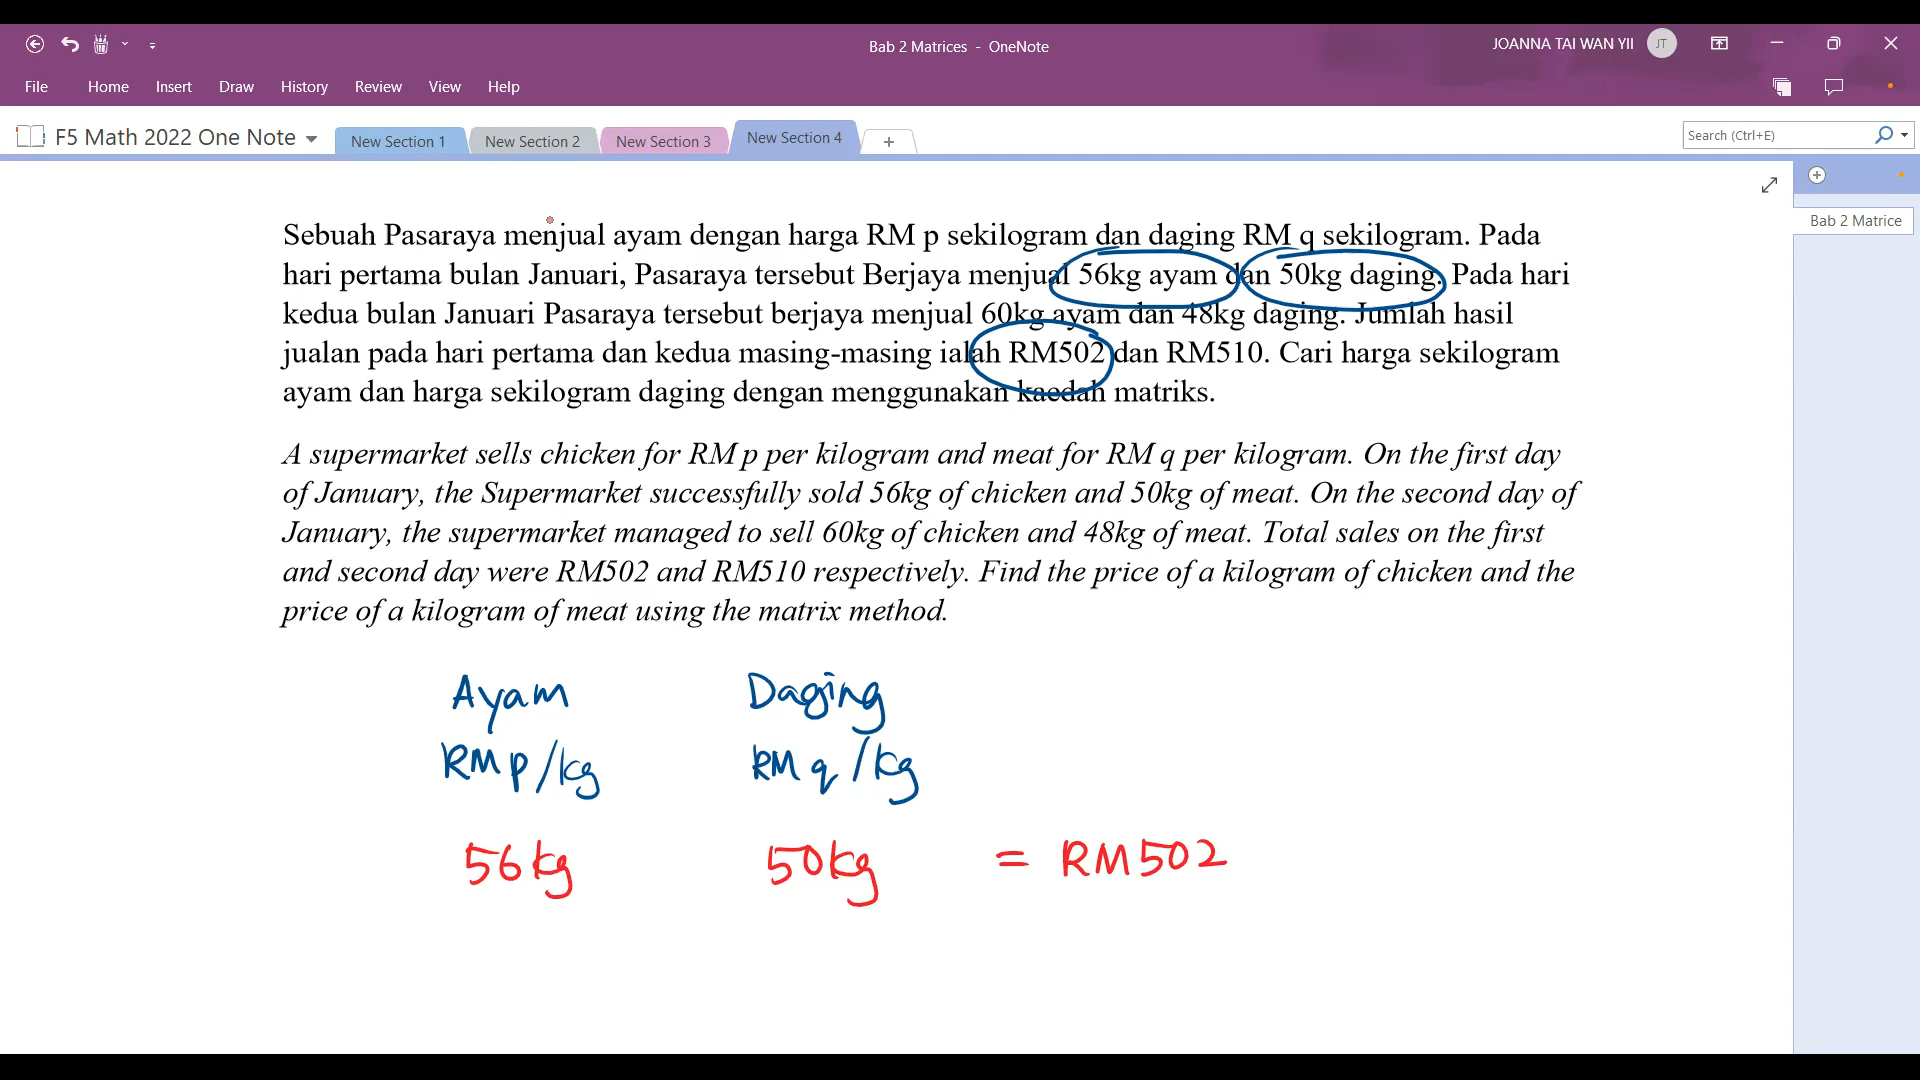 Bab 2 Matrices - OneNote
JOANNA TAI WAN YII JT
File Home Insert Draw History Review View Help
F5 Math 2022 One Note New Section 1 New Section 2 New Section 3 New Section 4 + Search (Ctrl+E)
Bab 2 Matrice
Sebuah Pasaraya menjual ayam dengan harga RM p sekilogram dan daging RM q sekilogram. Pada
hari pertama bulan Januari, Pasaraya tersebut Berjaya menjual 56kg ayam dan 50kg daging. Pada hari
kedua bulan Januari Pasaraya tersebut berjaya menjual 60kg ayam dan 48kg daging. Jumlah hasil
jualan pada hari pertama dan kedua masing-masing ialah RM502 dan RM510. Cari harga sekilogram
ayam dan harga sekilogram daging dengan menggunakan kaedah matriks.
A supermarket sells chicken for RM p per kilogram and meat for RM q per kilogram. On the first day
of January, the Supermarket successfully sold 56kg of chicken and 50kg of meat. On the second day of
January, the supermarket managed to sell 60kg of chicken and 48kg of meat. Total sales on the first
and second day were RM502 and RM510 respectively. Find the price of a kilogram of chicken and the
price of a kilogram of meat using the matrix method.
Ayam Daging
RM p /kg RM q /kg
56kg 50kg = RM502